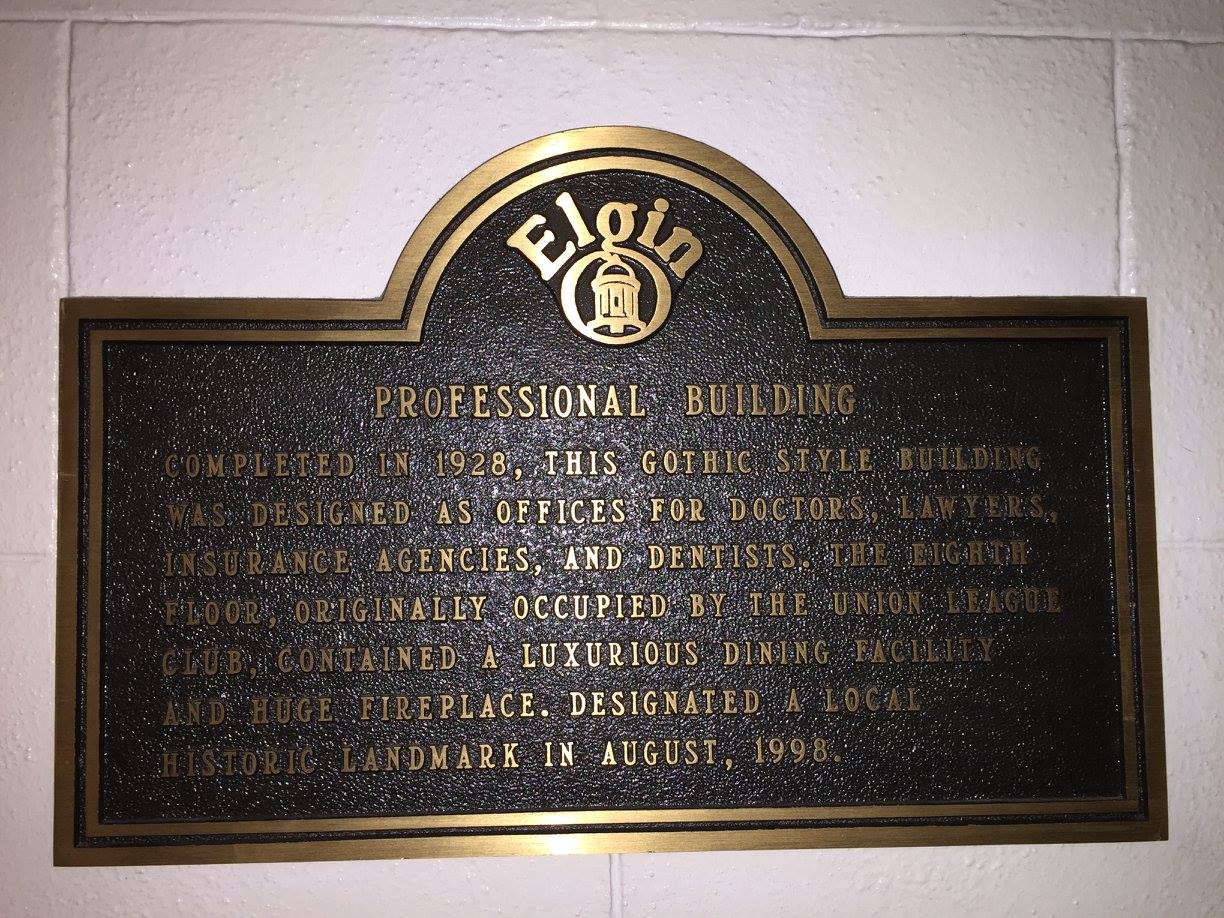 Elgin
PROFESSIONAL BUILDING
COMPLETED IN 1928, THIS GOTHIC STYLE BUILDING
WAS DESIGNED AS OFFICES FOR DOCTORS, LAWYERS,
INSURANCE AGENCIES, AND DENTISTS. THE EIGHTH
FLOOR, ORIGINALLY OCCUPIED BY THE UNION LEAGUE
CLUB, CONTAINED A LUXURIOUS DINING FACILITY
AND HUGE FIREPLACE. DESIGNATED A LOCAL
HISTORIC LANDMARK IN AUGUST, 1998.